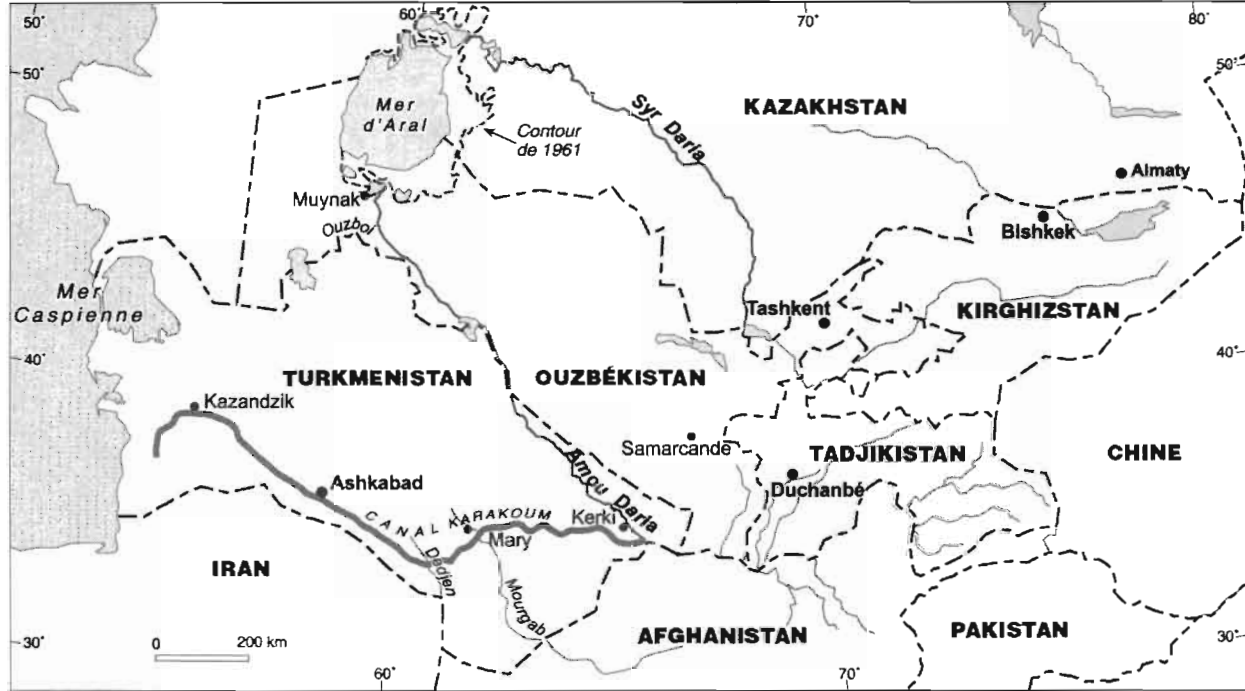 50°
60°
70°
80°
50°
50°
Mer
d'Aral
Contour
de 1961
Syr Daria
KAZAKHSTAN
Almaty
Muynak
Ouzboï
Bishkek
Mer
Caspienne
Tashkent
KIRGHIZSTAN
40°
40°
TURKMENISTAN
OUZBÉKISTAN
Kazandzik
Samarcande
TADJIKISTAN
CHINE
Amou Daria
Duchanbé
Ashkabad
CANAL KARAKOUM
Kerki
Mary
Dedjen
IRAN
Mourgab
AFGHANISTAN
PAKISTAN
30°
30°
0 200 km
60°
70°